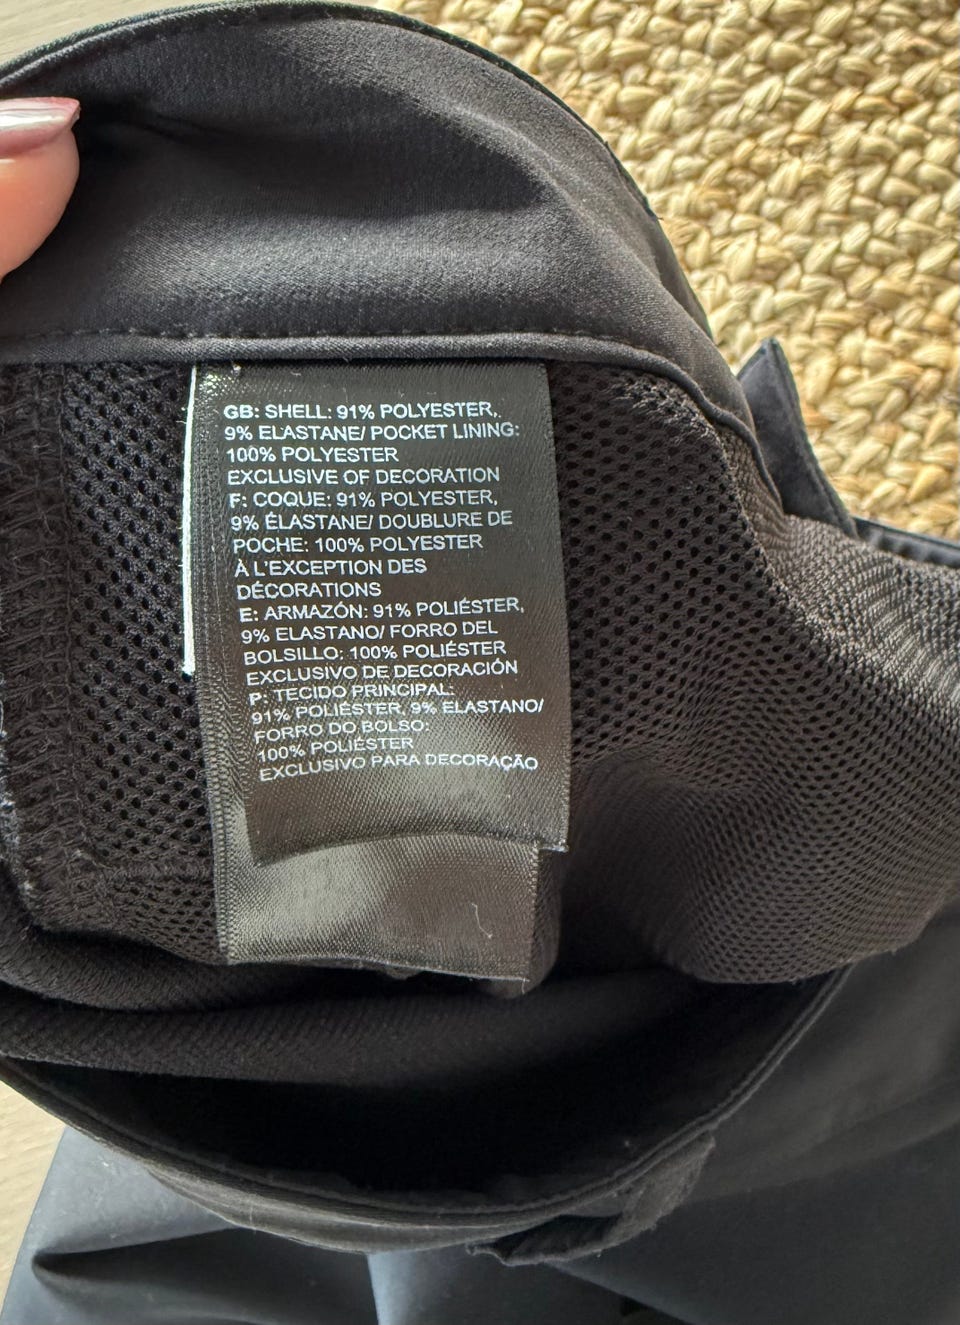 GB: SHELL: 91% POLYESTER,
9% ELASTANE/ POCKET LINING:
100% POLYESTER
EXCLUSIVE OF DECORATION
F: COQUE: 91% POLYESTER,
9% ÉLASTANE/ DOUBLURE DE
POCHE: 100% POLYESTER
À L'EXCEPTION DES
DÉCORATIONS
E: ARMAZÓN: 91% POLIÉSTER,
9% ELASTANO/ FORRO DEL
BOLSILLO: 100% POLIÉSTER
EXCLUSIVO DE DECORACIÓN
P: TECIDO PRINCIPAL:
91% POLIÉSTER, 9% ELASTANO/
FORRO DO BOLSO:
100% POLIÉSTER
EXCLUSIVO PARA DECORAÇÃO